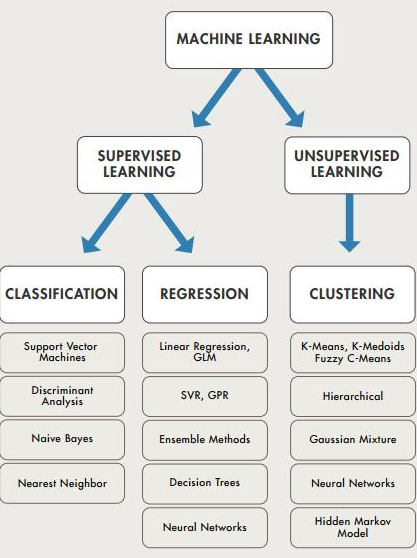 MACHINE LEARNING
SUPERVISED
LEARNING
UNSUPERVISED
LEARNING
CLASSIFICATION
REGRESSION
CLUSTERING
Support Vector
Machines
Discriminant
Analysis
Naive Bayes
Nearest Neighbor
Linear Regression,
GLM
SVR, GPR
Ensemble Methods
Decision Trees
Neural Networks
K-Means, K-Medoids
Fuzzy C-Means
Hierarchical
Gaussian Mixture
Neural Networks
Hidden Markov
Model